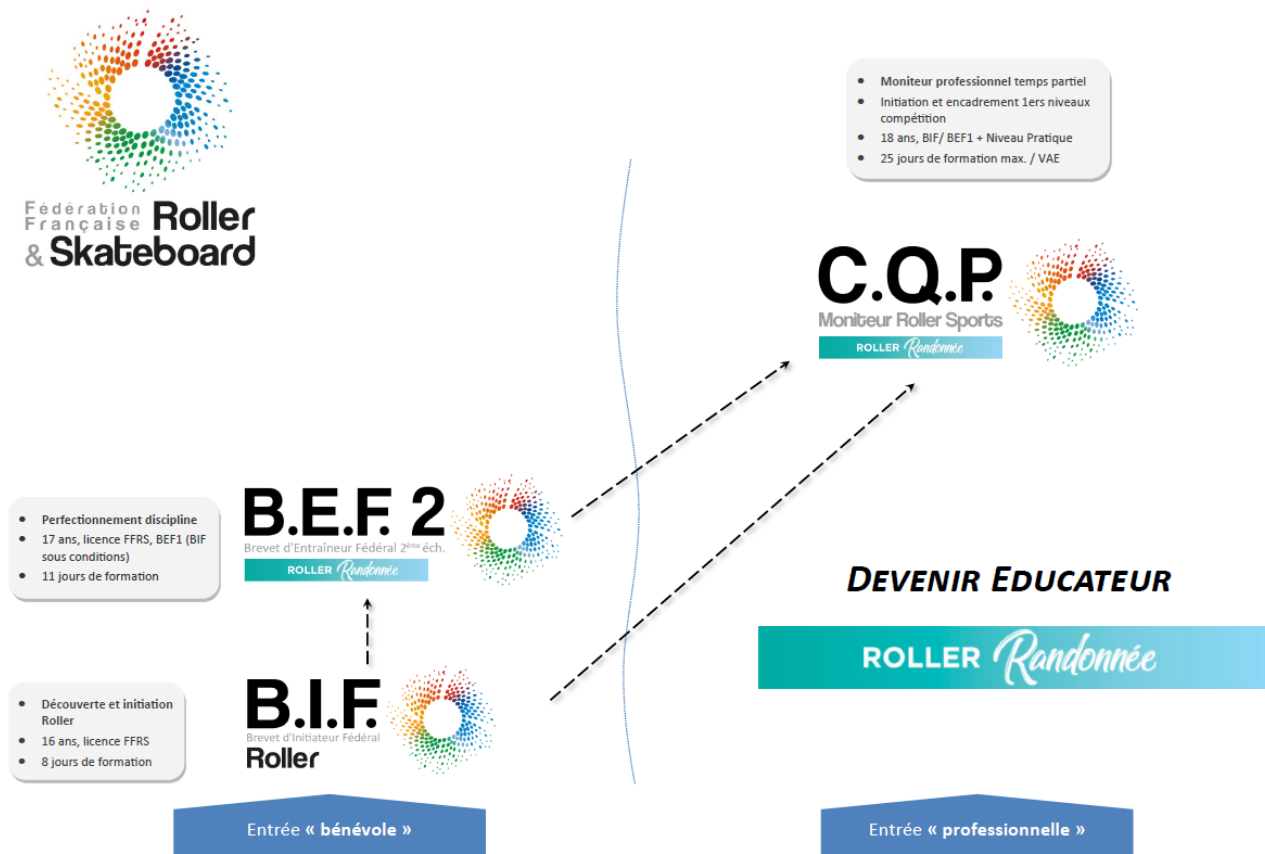 Fédération
Française Roller
& Skateboard
• Moniteur professionnel temps partiel
• Initiation et encadrement 1ers niveaux
compétition
• 18 ans, BIF/ BEF1 + Niveau Pratique
• 25 jours de formation max. / VAE
C.Q.P.
Moniteur Roller Sports
ROLLER Randonnée
• Perfectionnement discipline
• 17 ans, licence FFRS, BEF1 (BIF
sous conditions)
• 11 jours de formation
B.E.F. 2
Brevet d'Entraîneur Fédéral 2ème éch.
ROLLER Randonnée
DEVENIR EDUCATEUR
ROLLER Randonnée
• Découverte et initiation
Roller
• 16 ans, licence FFRS
• 8 jours de formation
B.I.F.
Brevet d'Initiateur Fédéral
Roller
Entrée « bénévole »
Entrée « professionnelle »